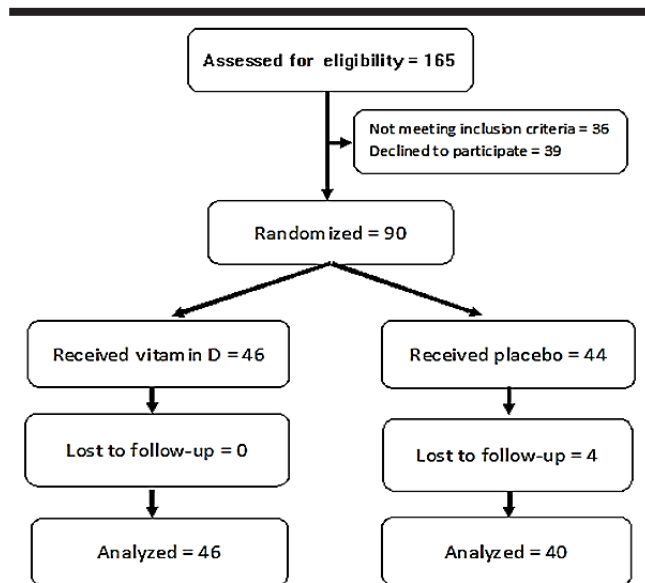 Assessed for eligibility = 165
Not meeting inclusion criteria = 36
Declined to participate = 39
Randomized = 90
Received vitamin D = 46
Received placebo = 44
Lost to follow-up = 0
Lost to follow-up = 4
Analyzed = 46
Analyzed = 40